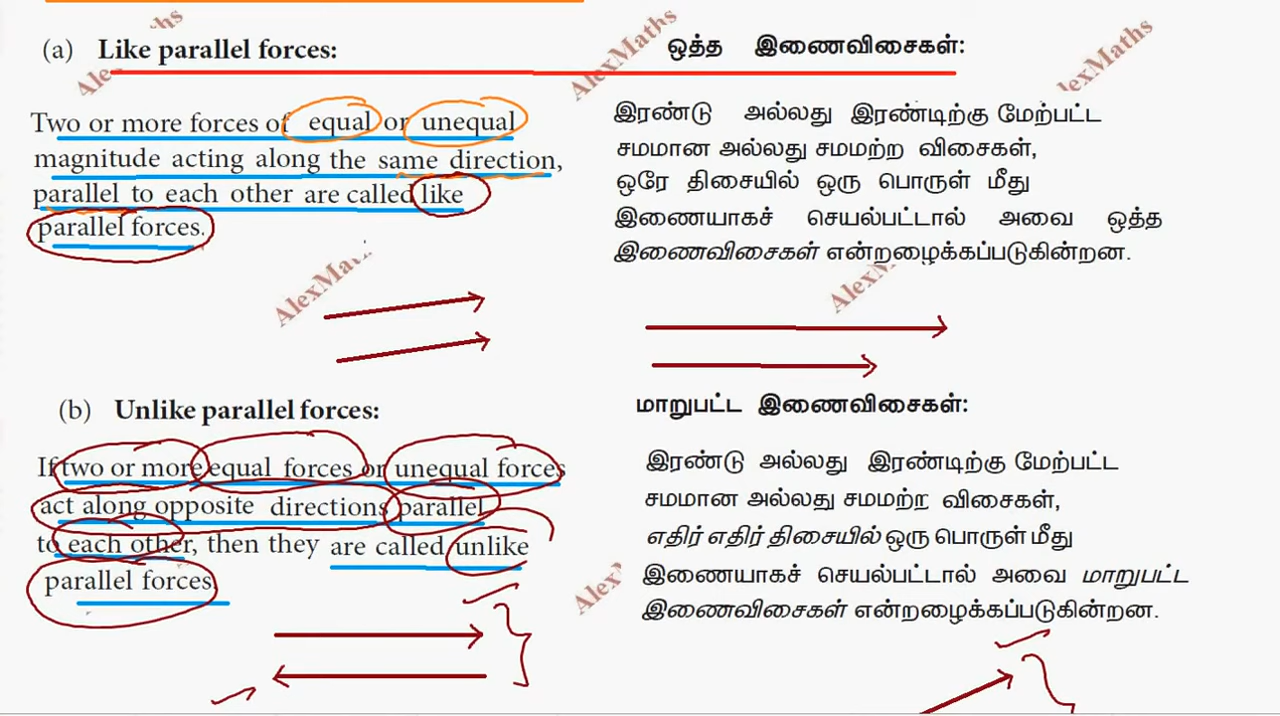 (a) Like parallel forces:
Two or more forces of equal or unequal
magnitude acting along the same direction,
parallel to each other are called like
parallel forces.
(b) Unlike parallel forces:
If two or more equal forces or unequal forces
act along opposite directions parallel
to each other, then they are called unlike
parallel forces
ஒத்த இணைவிசைகள்:
இரண்டு அல்லது இரண்டிற்கு மேற்பட்ட
சமமான அல்லது சமமற்ற விசைகள்,
ஒரே திசையில் ஒரு பொருள் மீது
இணையாகச் செயல்பட்டால் அவை ஒத்த
இணைவிசைகள் என்றழைக்கப்படுகின்றன.
மாறுபட்ட இணைவிசைகள்:
இரண்டு அல்லது இரண்டிற்கு மேற்பட்ட
சமமான அல்லது சமமற்ற விசைகள்,
எதிர் எதிர் திசையில் ஒரு பொருள் மீது
இணையாகச் செயல்பட்டால் அவை மாறுபட்ட
இணைவிசைகள் என்றழைக்கப்படுகின்றன.
AlexMaths
AlexMaths
AlexMaths